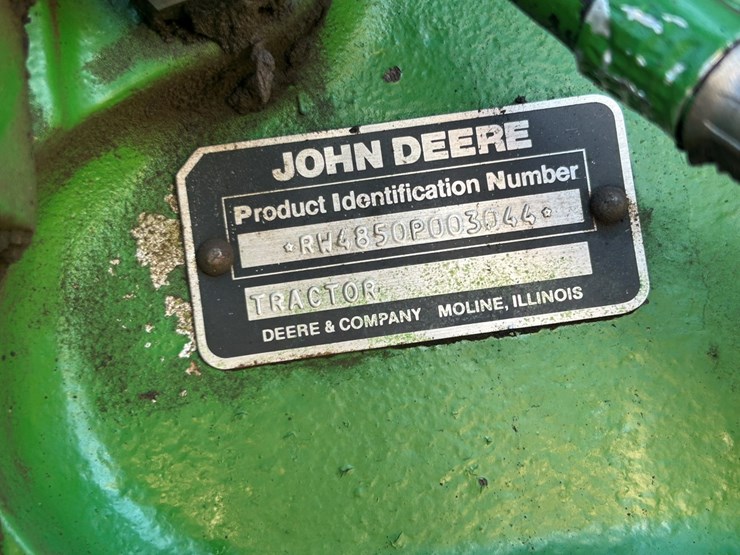 JOHN DEERE
Product Identification Number
*RW4850P003044*
TRACTOR
DEERE & COMPANY MOLINE, ILLINOIS